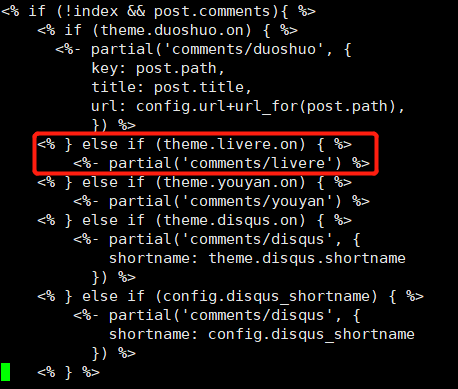 <% if (!index && post.comments){ %>
<% if (theme.duoshuo.on) { %>
<%- partial('comments/duoshuo', {
key: post.path,
title: post.title,
url: config.url+url_for(post.path),
}) %>
<% } else if (theme.livere.on) { %>
<%- partial('comments/livere') %>
<% } else if (theme.youyan.on) { %>
<%- partial('comments/youyan') %>
<% } else if (theme.disqus.on) { %>
<%- partial('comments/disqus', {
shortname: theme.disqus.shortname
}) %>
<% } else if (config.disqus_shortname) { %>
<%- partial('comments/disqus', {
shortname: config.disqus_shortname
}) %>
<% } %>